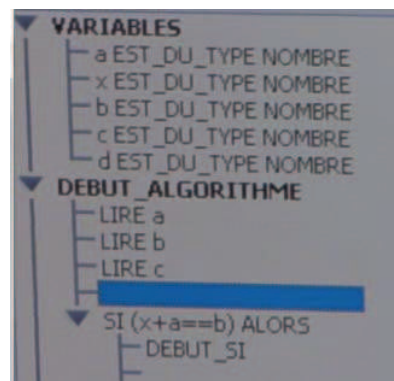 VARIABLES
a EST_DU_TYPE NOMBRE
x EST_DU_TYPE NOMBRE
b EST_DU_TYPE NOMBRE
c EST_DU_TYPE NOMBRE
d EST_DU_TYPE NOMBRE
DEBUT_ALGORITHME
LIRE a
LIRE b
LIRE c
SI (x+a==b) ALORS
DEBUT_SI